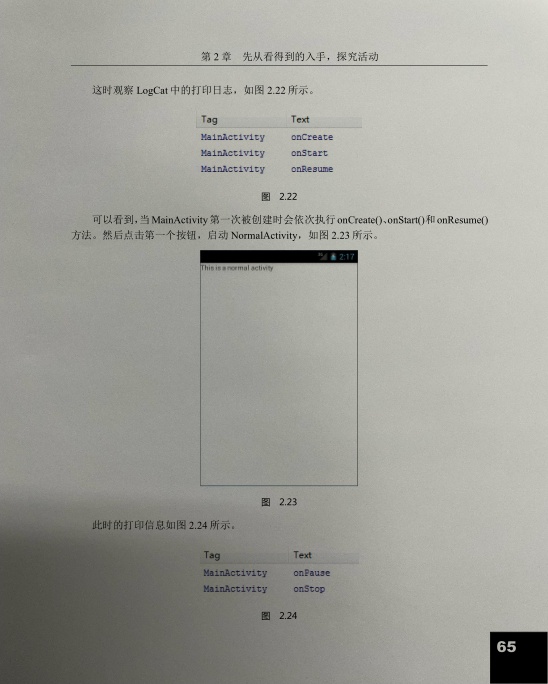 第 2 章 先从看得到的入手，探究活动
这时观察 LogCat 中的打印日志，如图 2.22 所示。
Tag Text
MainActivity onCreate
MainActivity onStart
MainActivity onResume
图 2.22
可以看到，当 MainActivity 第一次被创建时会依次执行 onCreate()、onStart()和 onResume()
方法。然后点击第一个按钮，启动 NormalActivity，如图 2.23 所示。
2:17
This is a normal activity
图 2.23
此时的打印信息如图 2.24 所示。
Tag Text
MainActivity onPause
MainActivity onStop
图 2.24
65